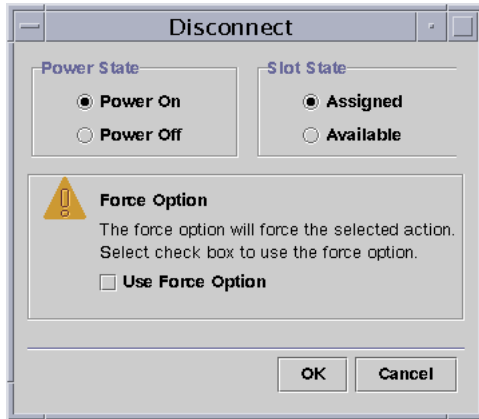 Disconnect
Power State
Power On
Power Off
Slot State
Assigned
Available
Force Option
The force option will force the selected action.
Select check box to use the force option.
Use Force Option
OK
Cancel